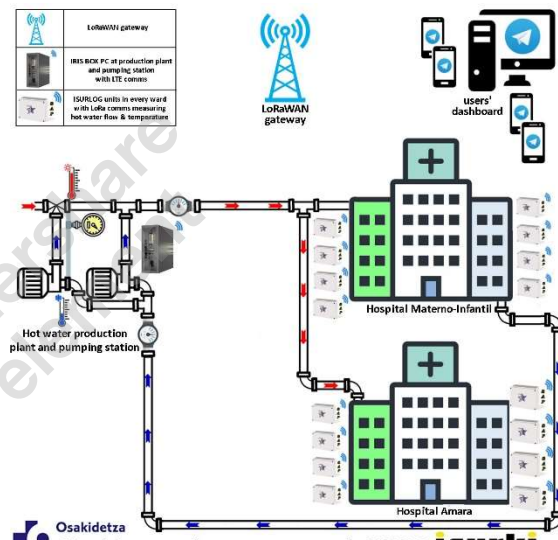 LoRaWAN gateway
IRIS BOX PC at production plant
and pumping station
with LTE comms
ISURLOG units in every ward
with LoRa comms measuring
hot water flow & temperature
LoRaWAN
gateway
users'
dashboard
Hospital Materno-Infantil
Hot water production
plant and pumping station
Hospital Amara
Osakidetza